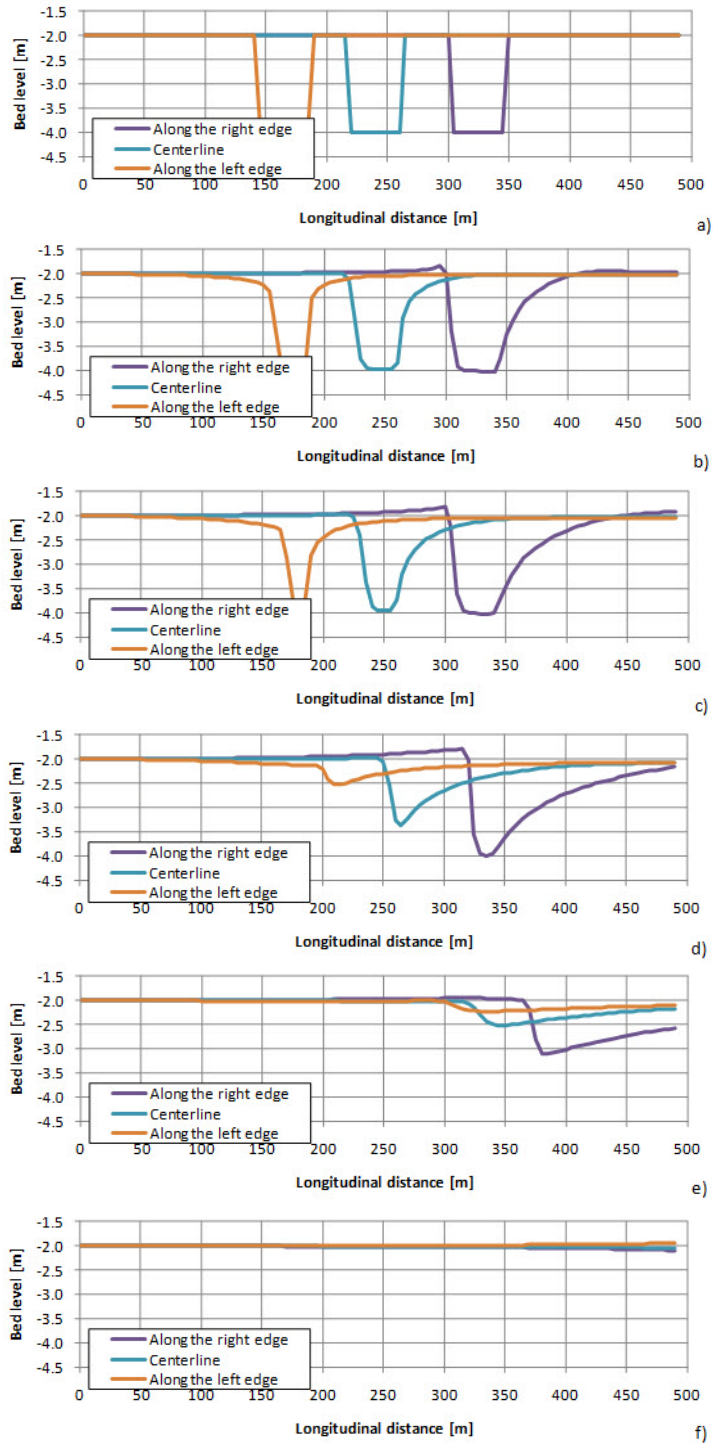 -1.5
-2.0
-2.5
-3.0
-3.5
-4.0
-4.5
Bed level [m]
Along the right edge
Centerline
Along the left edge
0 50 100 150 200 250 300 350 400 450 500
Longitudinal distance [m]
a)
-1.5
-2.0
-2.5
-3.0
-3.5
-4.0
-4.5
Bed level [m]
Along the right edge
Centerline
Along the left edge
0 50 100 150 200 250 300 350 400 450 500
Longitudinal distance [m]
b)
-1.5
-2.0
-2.5
-3.0
-3.5
-4.0
-4.5
Bed level [m]
Along the right edge
Centerline
Along the left edge
0 50 100 150 200 250 300 350 400 450 500
Longitudinal distance [m]
c)
-1.5
-2.0
-2.5
-3.0
-3.5
-4.0
-4.5
Bed level [m]
Along the right edge
Centerline
Along the left edge
0 50 100 150 200 250 300 350 400 450 500
Longitudinal distance [m]
d)
-1.5
-2.0
-2.5
-3.0
-3.5
-4.0
-4.5
Bed level [m]
Along the right edge
Centerline
Along the left edge
0 50 100 150 200 250 300 350 400 450 500
Longitudinal distance [m]
e)
-1.5
-2.0
-2.5
-3.0
-3.5
-4.0
-4.5
Bed level [m]
Along the right edge
Centerline
Along the left edge
0 50 100 150 200 250 300 350 400 450 500
Longitudinal distance [m]
f)